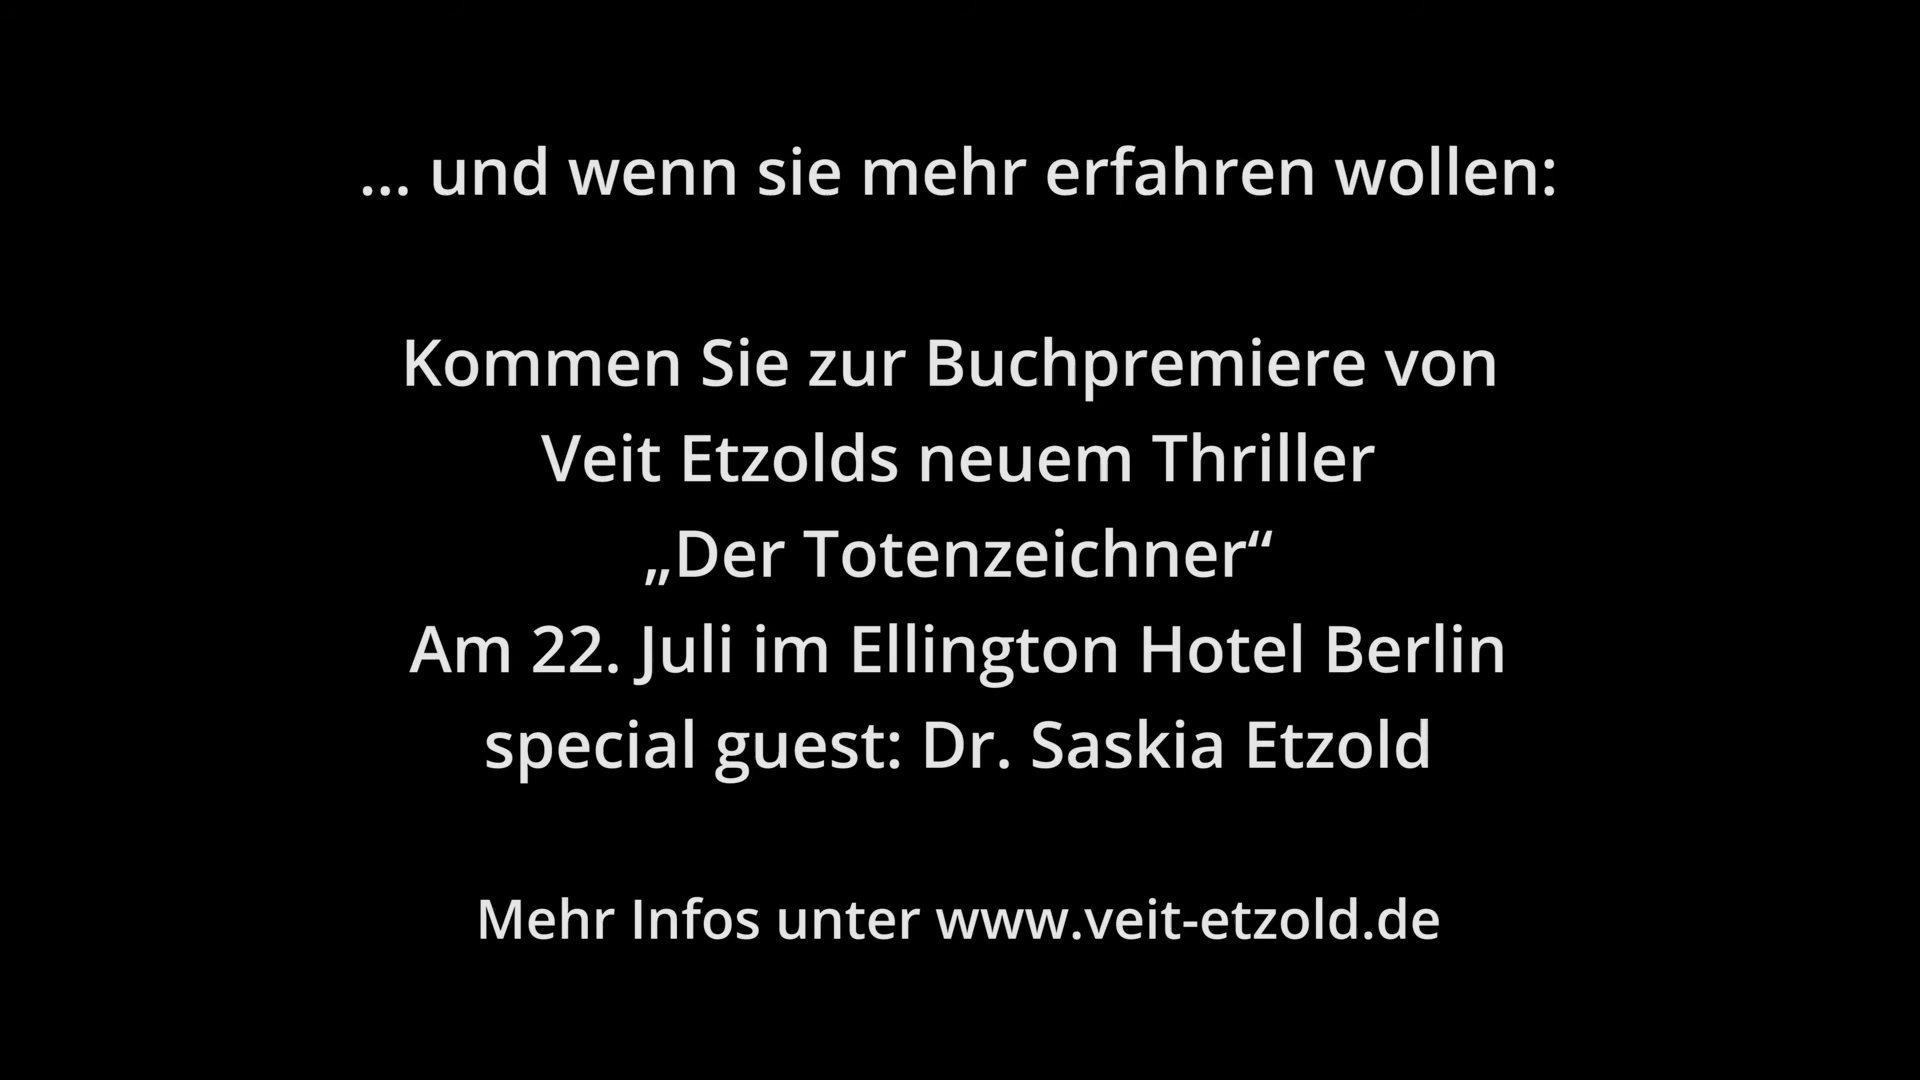 ... und wenn sie mehr erfahren wollen:
Kommen Sie zur Buchpremiere von
Veit Etzolds neuem Thriller
„Der Totenzeichner“
Am 22. Juli im Ellington Hotel Berlin
special guest: Dr. Saskia Etzold
Mehr Infos unter www.veit-etzold.de